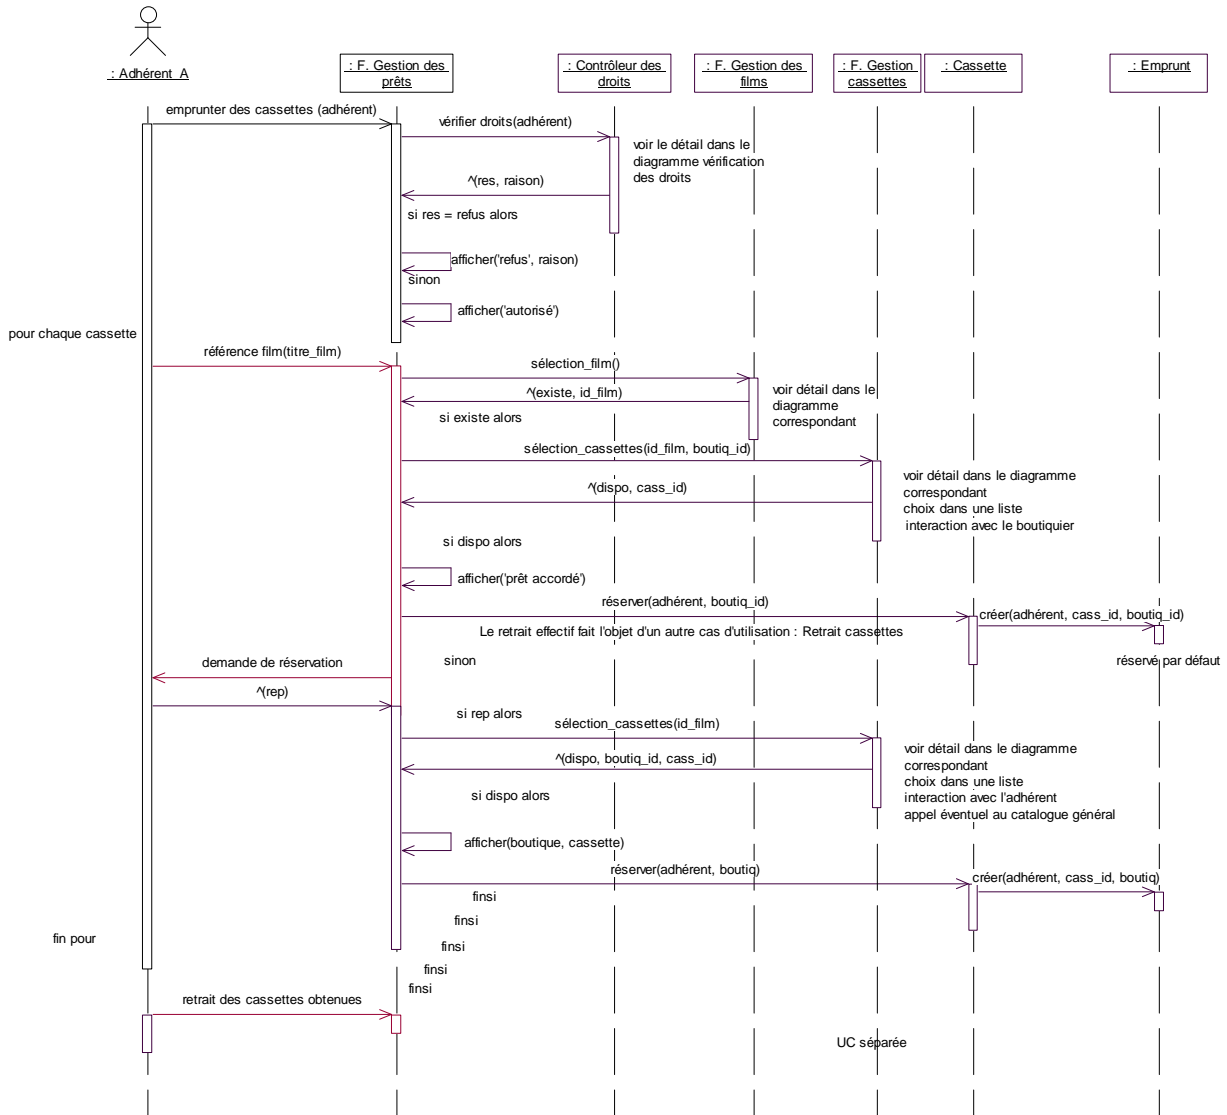 : Adhérent_A
: F. Gestion des
prêts
: Contrôleur des
droits
: F. Gestion des
films
: F. Gestion
cassettes
: Cassette
: Emprunt
emprunter des cassettes (adhérent)
vérifier droits(adhérent)
voir le détail dans le
diagramme vérification
des droits
^(res, raison)
si res = refus alors
afficher('refus', raison)
sinon
afficher('autorisé')
pour chaque cassette
référence film(titre_film)
sélection_film()
^(existe, id_film)
voir détail dans le
diagramme
correspondant
si existe alors
sélection_cassettes(id_film, boutiq_id)
voir détail dans le diagramme
correspondant
choix dans une liste
interaction avec le boutiquier
^(dispo, cass_id)
si dispo alors
afficher('prêt accordé')
réserver(adhérent, boutiq_id)
créer(adhérent, cass_id, boutiq_id)
Le retrait effectif fait l'objet d'un autre cas d'utilisation : Retrait cassettes
réservé par défaut
sinon
demande de réservation
^(rep)
si rep alors
sélection_cassettes(id_film)
voir détail dans le diagramme
correspondant
choix dans une liste
interaction avec l'adhérent
appel éventuel au catalogue général
^(dispo, boutiq_id, cass_id)
si dispo alors
afficher(boutique, cassette)
réserver(adhérent, boutiq)
créer(adhérent, cass_id, boutiq)
finsi
finsi
fin pour
finsi
finsi
finsi
retrait des cassettes obtenues
UC séparée